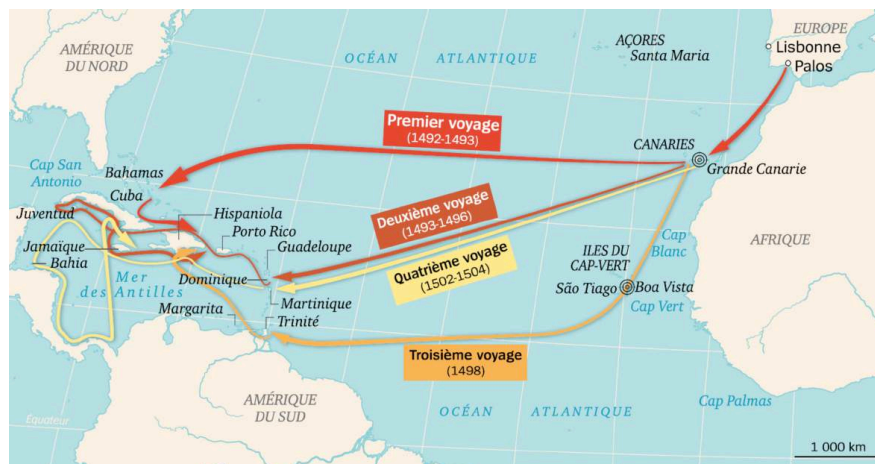 EUROPE
AMÉRIQUE
DU NORD
OCÉAN ATLANTIQUE
AÇORES
Santa Maria
Lisbonne
Palos
Premier voyage
(1492-1493)
CANARIES
Grande Canarie
Cap San
Antonio
Bahamas
Cuba
Juventud
Hispaniola
Porto Rico
Guadeloupe
Jamaïque
Bahia
Deuxième voyage
(1493-1496)
Quatrième voyage
(1502-1504)
ILES DU
CAP-VERT
Cap
Blanc
AFRIQUE
Mer
des Antilles
Dominique
Martinique
Margarita
Trinité
São Tiago
Boa Vista
Cap Vert
Troisième voyage
(1498)
AMÉRIQUE
DU SUD
OCÉAN ATLANTIQUE
Cap Palmas
Équateur
1 000 km